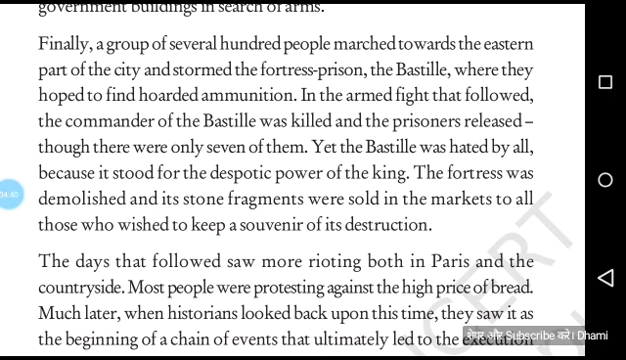 government buildings in search of arms.
Finally, a group of several hundred people marched towards the eastern
part of the city and stormed the fortress-prison, the Bastille, where they
hoped to find hoarded ammunition. In the armed fight that followed,
the commander of the Bastille was killed and the prisoners released –
though there were only seven of them. Yet the Bastille was hated by all,
because it stood for the despotic power of the king. The fortress was
demolished and its stone fragments were sold in the markets to all
those who wished to keep a souvenir of its destruction.
The days that followed saw more rioting both in Paris and the
countryside. Most people were protesting against the high price of bread.
Much later, when historians looked back upon this time, they saw it as
the beginning of a chain of events that ultimately led to the execution
04:40
NCERT
शेयर और Subscribe करे। Dhami